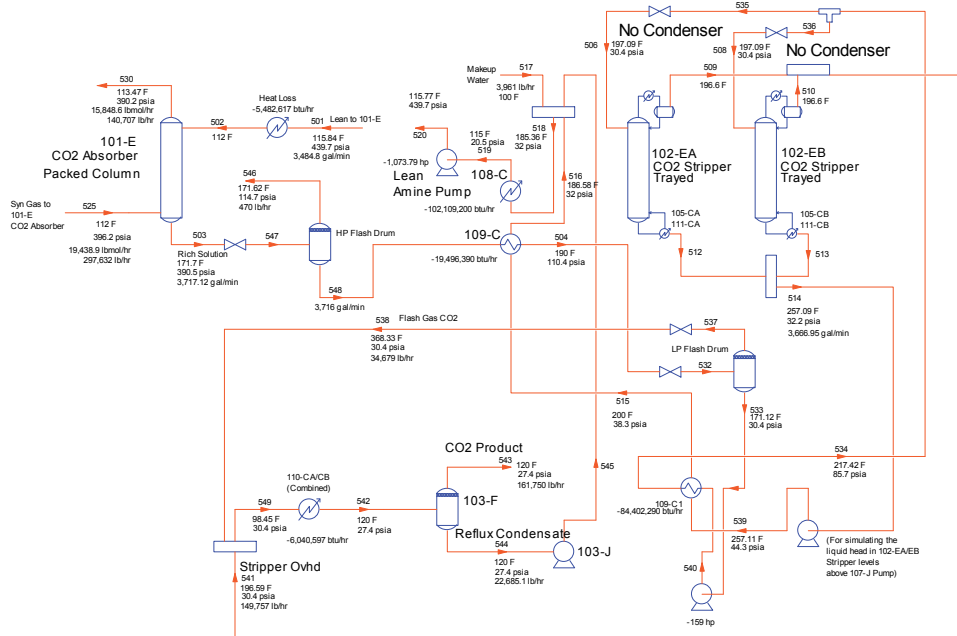 535
536
No Condenser
No Condenser
506
197.09 F
30.4 psia
508
197.09 F
30.4 psia
509
196.6 F
510
196.6 F
530
113.47 F
390.2 psia
15,848.6 lbmol/hr
140,707 lb/hr
Heat Loss
-5,482,617 btu/hr
502
112 F
501
Lean to 101-E
115.84 F
439.7 psia
3,484.8 gal/min
101-E
CO2 Absorber
Packed Column
115.77 F
439.7 psia
520
Makeup
Water
517
3,961 lb/hr
100 F
518
185.36 F
32 psia
115 F
20.5 psia
519
-1,073.79 hp
Lean
Amine Pump
108-C
-102,109,200 btu/hr
516
186.58 F
32 psia
102-EA
CO2 Stripper
Trayed
102-EB
CO2 Stripper
Trayed
105-CA
111-CA
105-CB
111-CB
512
513
514
257.09 F
32.2 psia
3,666.95 gal/min
546
171.62 F
114.7 psia
470 lb/hr
Syn Gas to
101-E
CO2 Absorber
525
112 F
396.2 psia
19,438.9 lbmol/hr
297,632 lb/hr
503
Rich Solution
171.7 F
390.5 psia
3,717.12 gal/min
547
HP Flash Drum
548
3,716 gal/min
109-C
-19,496,390 btu/hr
504
190 F
110.4 psia
538
Flash Gas CO2
368.33 F
30.4 psia
34,679 lb/hr
537
LP Flash Drum
532
533
171.12 F
30.4 psia
515
200 F
38.3 psia
534
217.42 F
85.7 psia
109-C1
-84,402,290 btu/hr
539
257.11 F
44.3 psia
(For simulating the
liquid head in 102-EA/EB
Stripper levels
above 107-J Pump)
540
-159 hp
CO2 Product
543
120 F
27.4 psia
161,750 lb/hr
110-CA/CB
(Combined)
549
98.45 F
30.4 psia
-6,040,597 btu/hr
542
120 F
27.4 psia
103-F
Reflux Condensate
544
120 F
27.4 psia
22,685.1 lb/hr
103-J
545
Stripper Ovhd
541
196.59 F
30.4 psia
149,757 lb/hr